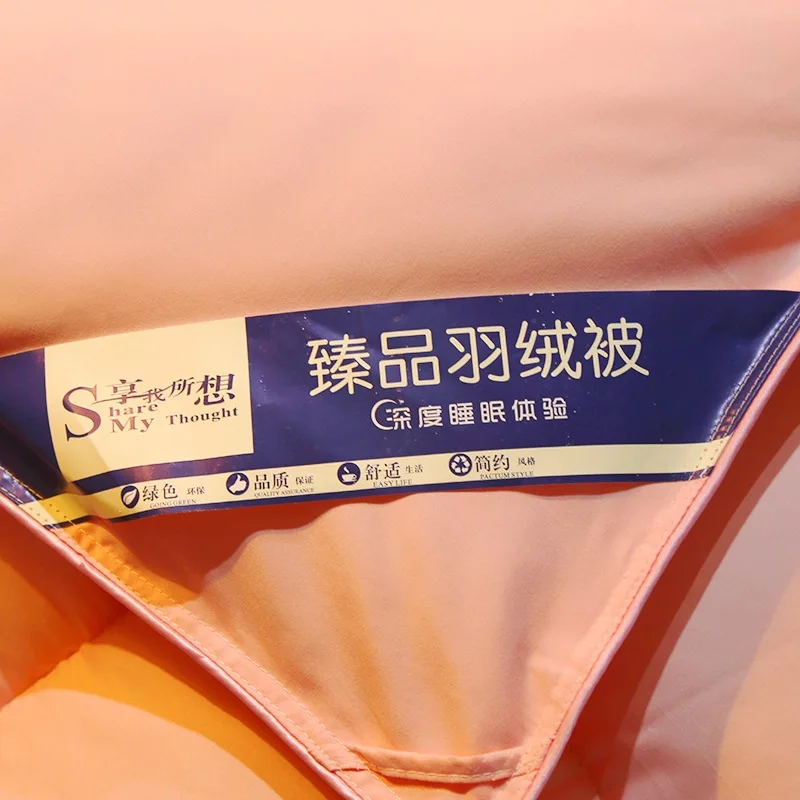 享我所想
Share
My Thought
臻品羽绒被
深度睡眠体验
绿色 环保
GOING GREEN
品质 保证
QUALITY ASSURANCE
舒适 生活
EASY LIFE
简约 风格
PACTUM STYLE